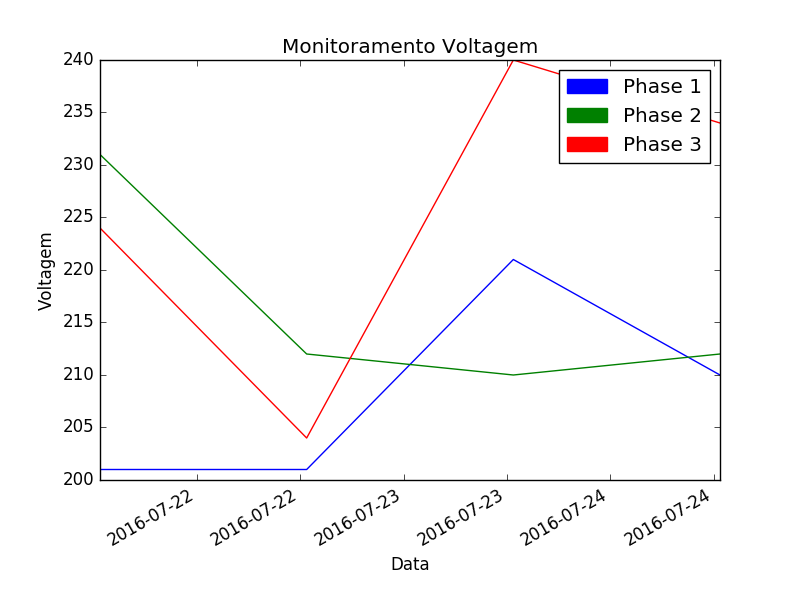 Monitoramento Voltagem
Phase 1
Phase 2
Phase 3
240
235
230
225
220
215
210
205
200
Voltagem
2016-07-22
2016-07-22
2016-07-23
2016-07-23
2016-07-24
2016-07-24
Data